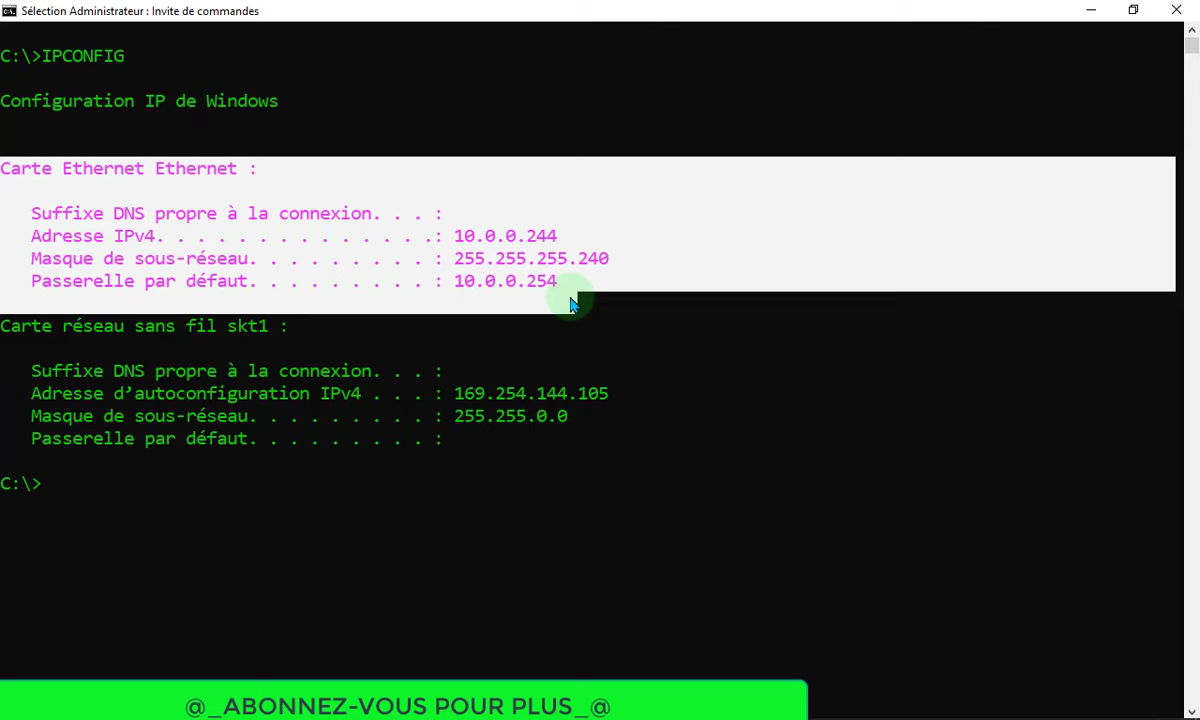 Sélection Administrateur : Invite de commandes
C:\>IPCONFIG
Configuration IP de Windows
Carte Ethernet Ethernet :
Suffixe DNS propre à la connexion. . . :
Adresse IPv4. . . . . . . . . . . . . .: 10.0.0.244
Masque de sous-réseau. . . . . . . . . : 255.255.255.240
Passerelle par défaut. . . . . . . . . : 10.0.0.254
Carte réseau sans fil skt1 :
Suffixe DNS propre à la connexion. . . :
Adresse d’autoconfiguration IPv4 . . . : 169.254.144.105
Masque de sous-réseau. . . . . . . . . : 255.255.0.0
Passerelle par défaut. . . . . . . . . :
C:\>
@_ABONNEZ-VOUS POUR PLUS_@